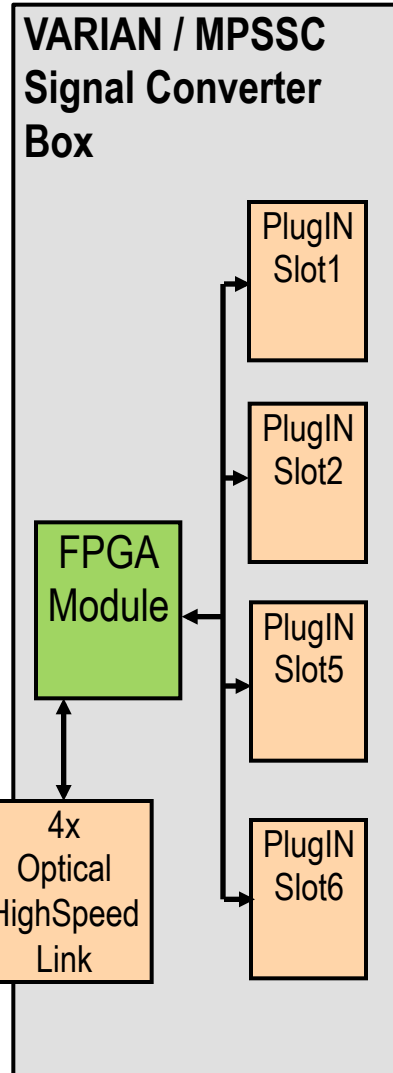 VARIAN / MPSSC
Signal Converter
Box
PlugIN
Slot1
PlugIN
Slot2
FPGA
Module
PlugIN
Slot5
4x
Optical
HighSpeed
Link
PlugIN
Slot6